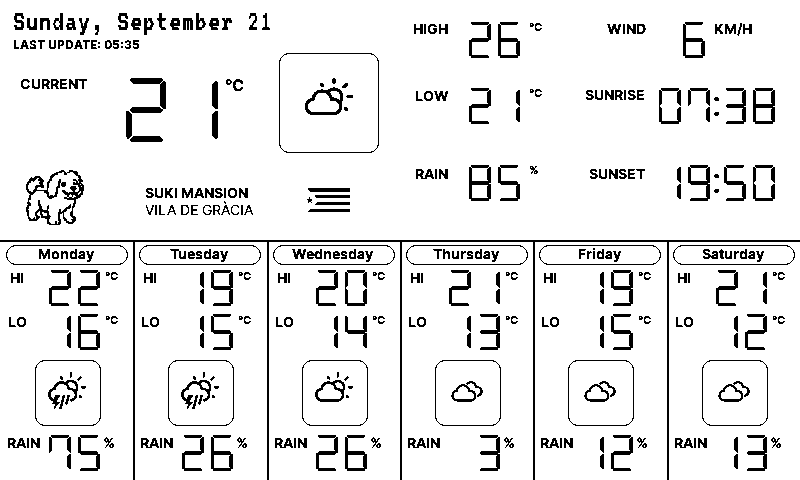 Sunday, September 21
LAST UPDATE: 05:35
CURRENT 21 °C
HIGH 26 °C
LOW 21 °C
RAIN 85 %
WIND 6 KM/H
SUNRISE 07:38
SUNSET 19:50
SUKI MANSION
VILA DE GRÀCIA
Monday
HI 22 °C
LO 16 °C
RAIN 75 %
Tuesday
HI 19 °C
LO 15 °C
RAIN 26 %
Wednesday
HI 20 °C
LO 14 °C
RAIN 26 %
Thursday
HI 21 °C
LO 13 °C
RAIN 3 %
Friday
HI 19 °C
LO 15 °C
RAIN 12 %
Saturday
HI 21 °C
LO 12 °C
RAIN 13 %